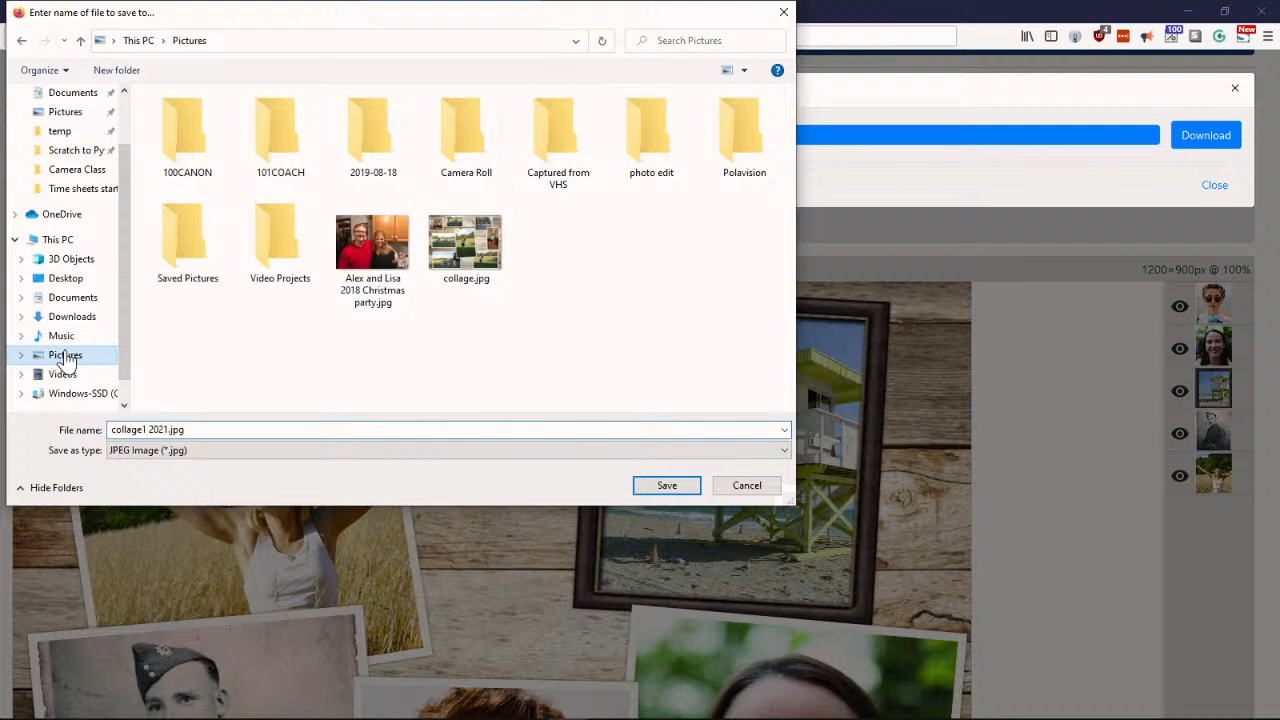 Enter name of file to save to...
This PC
Pictures
Search Pictures
Organize
New folder
Documents
Pictures
temp
Scratch to Py
Camera Class
Time sheets start
OneDrive
This PC
3D Objects
Desktop
Documents
Downloads
Music
Pictures
Videos
Windows-SSD (C
100CANON
101COACH
2019-08-18
Camera Roll
Captured from
VHS
photo edit
Polavision
Saved Pictures
Video Projects
Alex and Lisa
2018 Christmas
party.jpg
collage.jpg
File name:
collage1 2021.jpg
Save as type:
JPEG Image (*.jpg)
Hide Folders
Save
Cancel
4
100
New
Download
Close
1200×900px @ 100%